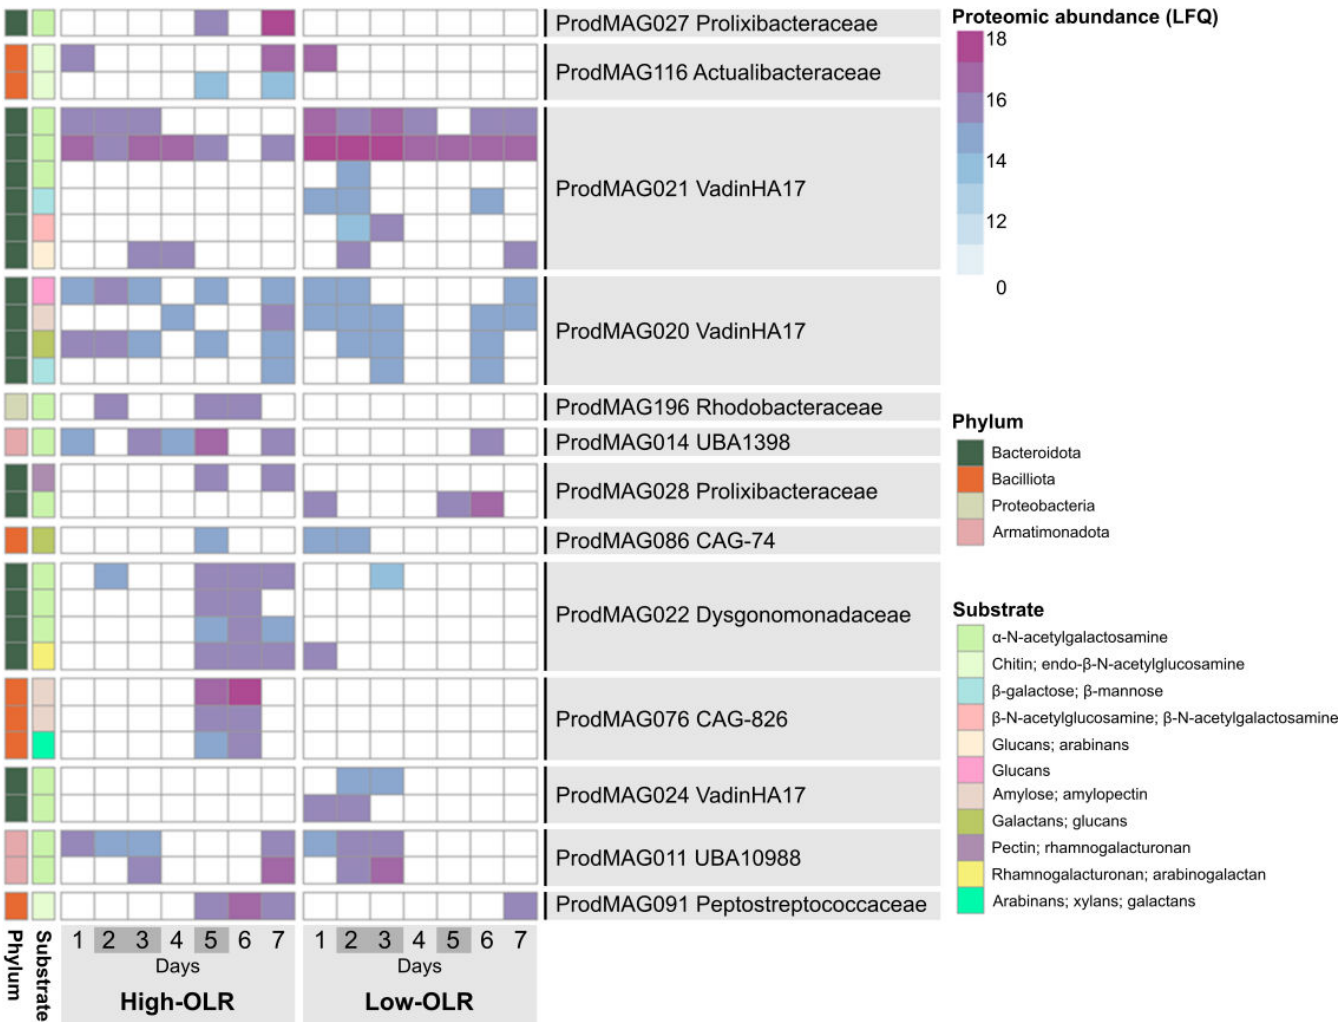 ProdMAG027 Prolixibacteraceae
ProdMAG116 Actualibacteraceae
ProdMAG021 VadinHA17
ProdMAG020 VadinHA17
ProdMAG196 Rhodobacteraceae
ProdMAG014 UBA1398
ProdMAG028 Prolixibacteraceae
ProdMAG086 CAG-74
ProdMAG022 Dysgonomonadaceae
ProdMAG076 CAG-826
ProdMAG024 VadinHA17
ProdMAG011 UBA10988
ProdMAG091 Peptostreptococcaceae
Phylum
Substrate
1 2 3 4 5 6 7
Days
High-OLR
1 2 3 4 5 6 7
Days
Low-OLR
Proteomic abundance (LFQ)
18
16
14
12
0
Phylum
Bacteroidota
Bacilliota
Proteobacteria
Armatimonadota
Substrate
α-N-acetylgalactosamine
Chitin; endo-β-N-acetylglucosamine
β-galactose; β-mannose
β-N-acetylglucosamine; β-N-acetylgalactosamine
Glucans; arabinans
Glucans
Amylose; amylopectin
Galactans; glucans
Pectin; rhamnogalacturonan
Rhamnogalacturonan; arabinogalactan
Arabinans; xylans; galactans